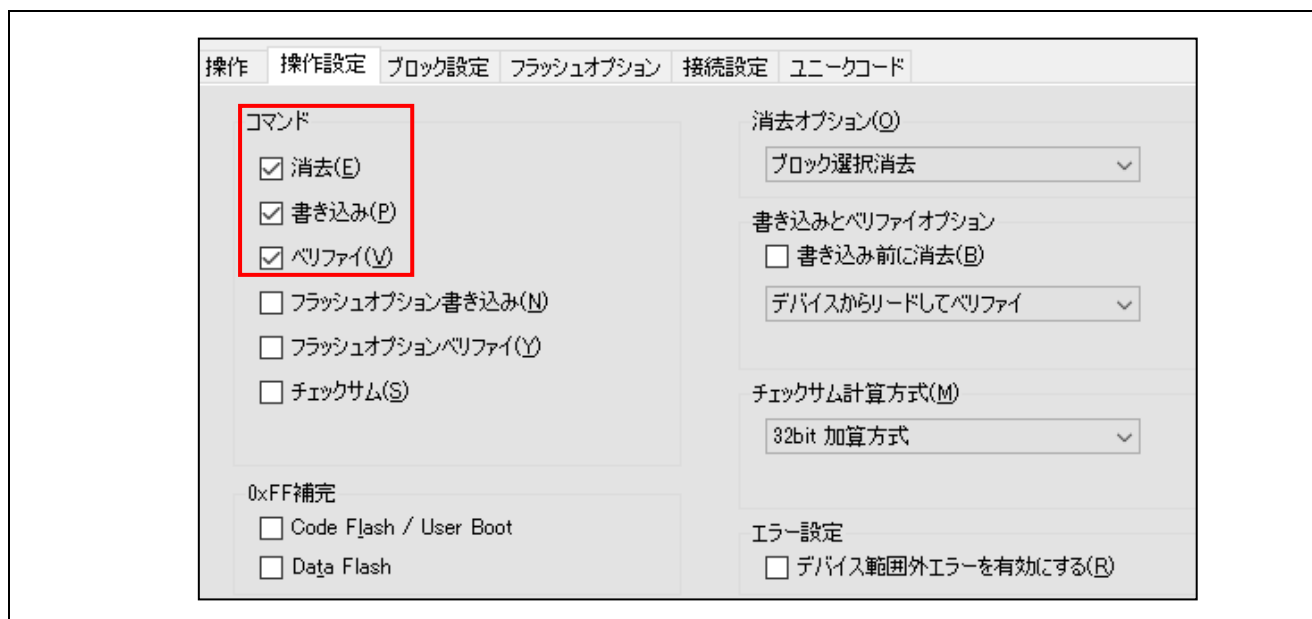 操作 操作設定 ブロック設定 フラッシュオプション 接続設定 ユニークコード
コマンド
消去(E)
書き込み(P)
ベリファイ(V)
フラッシュオプション書き込み(N)
フラッシュオプションベリファイ(Y)
チェックサム(S)
0xFF補完
Code Flash / User Boot
Data Flash
消去オプション(O)
ブロック選択消去
書き込みとベリファイオプション
書き込み前に消去(B)
デバイスからリードしてベリファイ
チェックサム計算方式(M)
32bit 加算方式
エラー設定
デバイス範囲外エラーを有効にする(R)